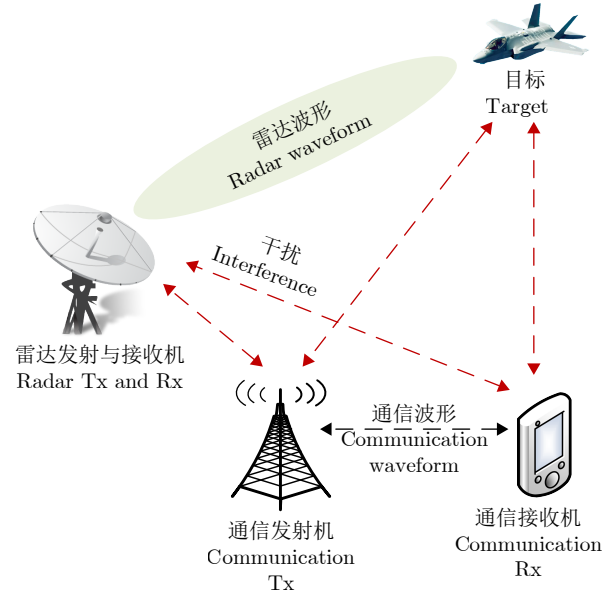 目标
Target
雷达波形
Radar waveform
干扰
Interference
雷达发射与接收机
Radar Tx and Rx
通信波形
Communication
waveform
通信发射机
Communication
Tx
通信接收机
Communication
Rx